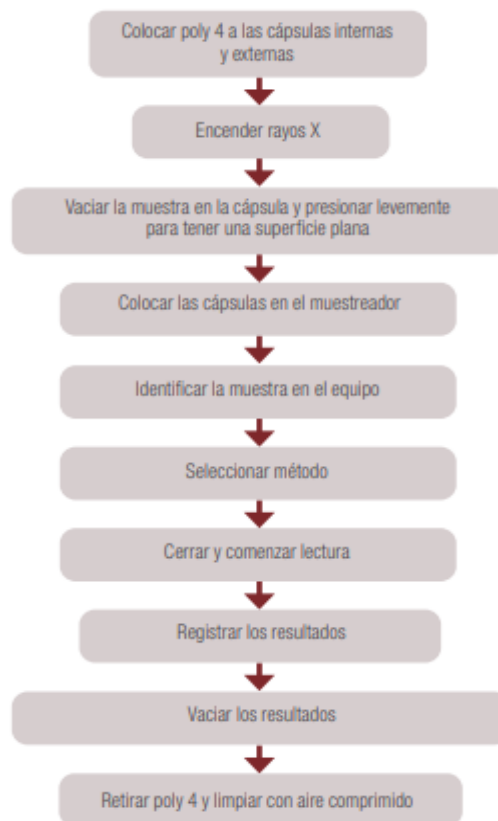 Colocar poly 4 a las cápsulas internas
y externas
Encender rayos X
Vaciar la muestra en la cápsula y presionar levemente
para tener una superficie plana
Colocar las cápsulas en el muestreador
Identificar la muestra en el equipo
Seleccionar método
Cerrar y comenzar lectura
Registrar los resultados
Vaciar los resultados
Retirar poly 4 y limpiar con aire comprimido